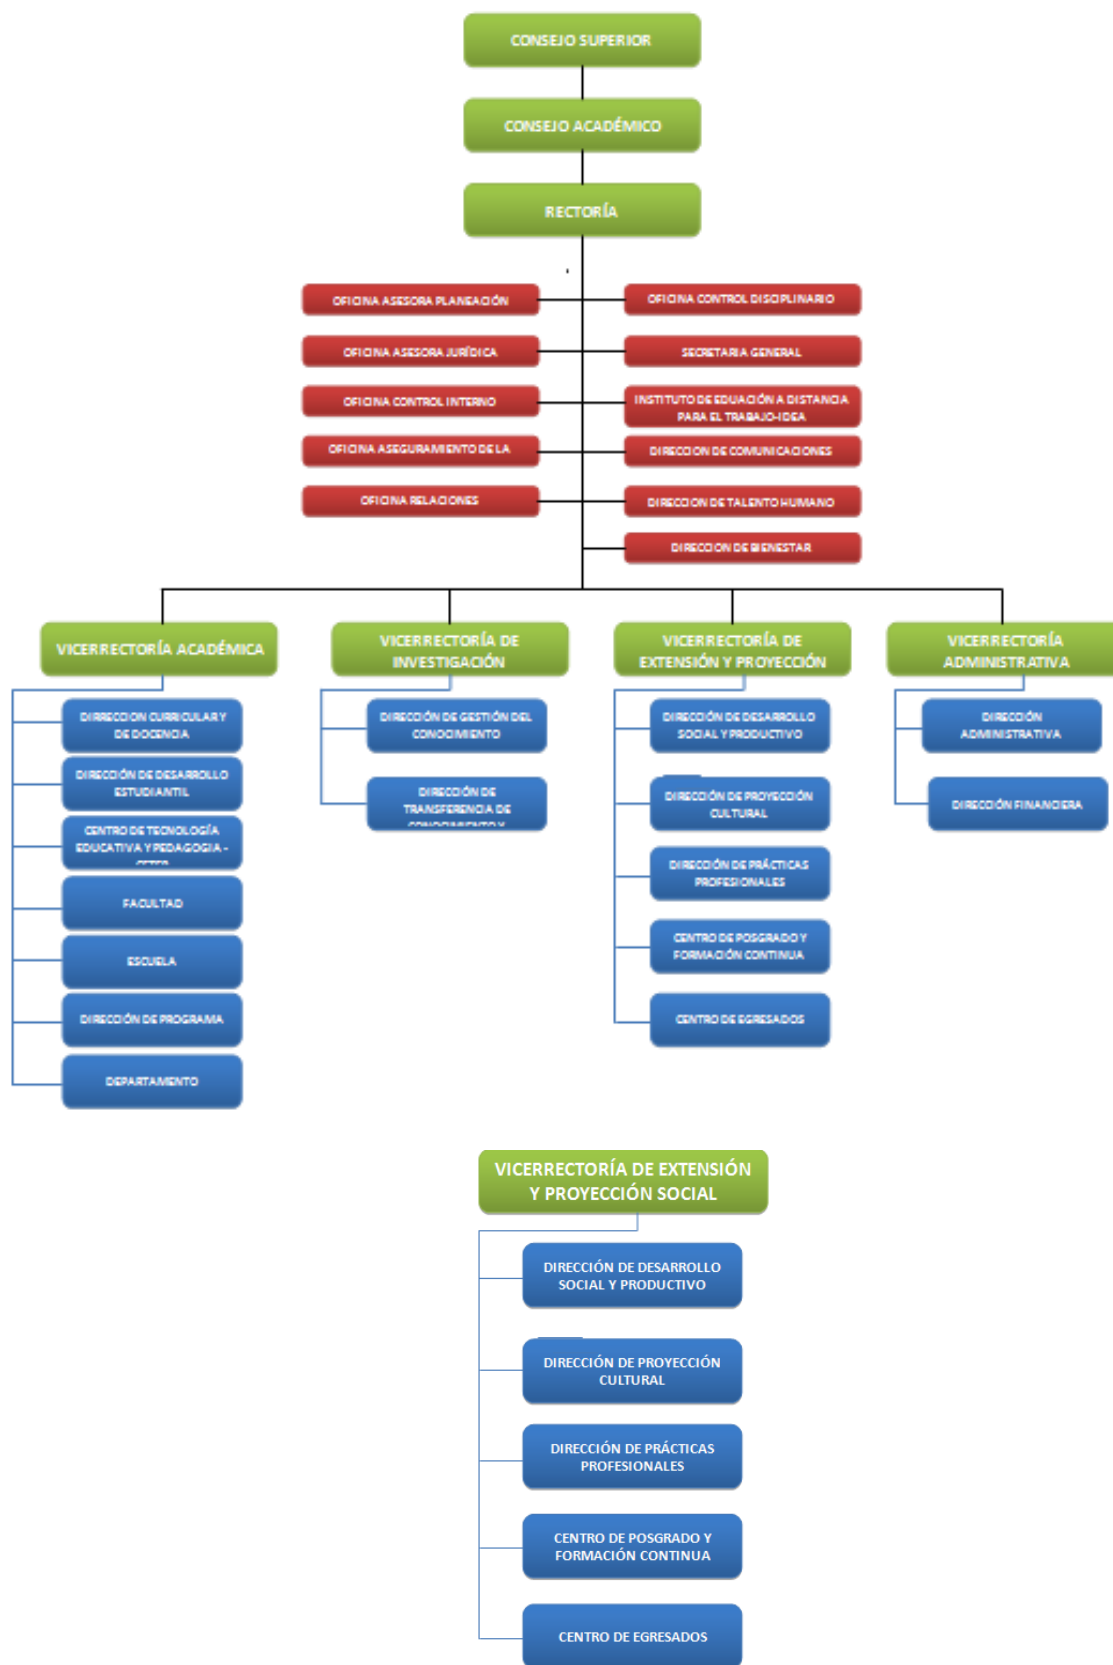 CONSEJO SUPERIOR
CONSEJO ACADÉMICO
RECTORÍA
OFICINA ASESORA PLANEACIÓN
OFICINA CONTROL DISCIPLINARIO
OFICINA ASESORA JURÍDICA
SECRETARIA GENERAL
OFICINA CONTROL INTERNO
INSTITUTO DE EDUACIÓN A DISTANCIA
PARA EL TRABAJO-IDEA
OFICINA ASEGURAMIENTO DE LA
DIRECCION DE COMUNICACIONES
OFICINA RELACIONES
DIRECCION DE TALENTO HUMANO
DIRECCION DE BIENESTAR
VICERRECTORÍA ACADÉMICA
DIRRECCION CURRICULAR Y
DE DOCENCIA
DIRECCIÓN DE DESARROLLO
ESTUDIANTIL
CENTRO DE TECNOLOGÍA
EDUCATIVA Y PEDAGOGIA -
FACULTAD
ESCUELA
DIRECCIÓN DE PROGRAMA
DEPARTAMENTO
VICERRECTORÍA DE
INVESTIGACIÓN
DIRECCIÓN DE GESTIÓN DEL
CONOCIMIENTO
DIRECCIÓN DE
TRANSFERENCIA DE
CONOCIMIENTO Y
VICERRECTORÍA DE
EXTENSIÓN Y PROYECCIÓN
DIRECCIÓN DE DESARROLLO
SOCIAL Y PRODUCTIVO
DIRECCIÓN DE PROYECCIÓN
CULTURAL
DIRECCIÓN DE PRÁCTICAS
PROFESIONALES
CENTRO DE POSGRADO Y
FORMACIÓN CONTINUA
CENTRO DE EGRESADOS
VICERRECTORÍA
ADMINISTRATIVA
DIRECCIÓN
ADMINISTRATIVA
DIRECCIÓN FINANCIERA
VICERRECTORÍA DE EXTENSIÓN
Y PROYECCIÓN SOCIAL
DIRECCIÓN DE DESARROLLO
SOCIAL Y PRODUCTIVO
DIRECCIÓN DE PROYECCIÓN
CULTURAL
DIRECCIÓN DE PRÁCTICAS
PROFESIONALES
CENTRO DE POSGRADO Y
FORMACIÓN CONTINUA
CENTRO DE EGRESADOS